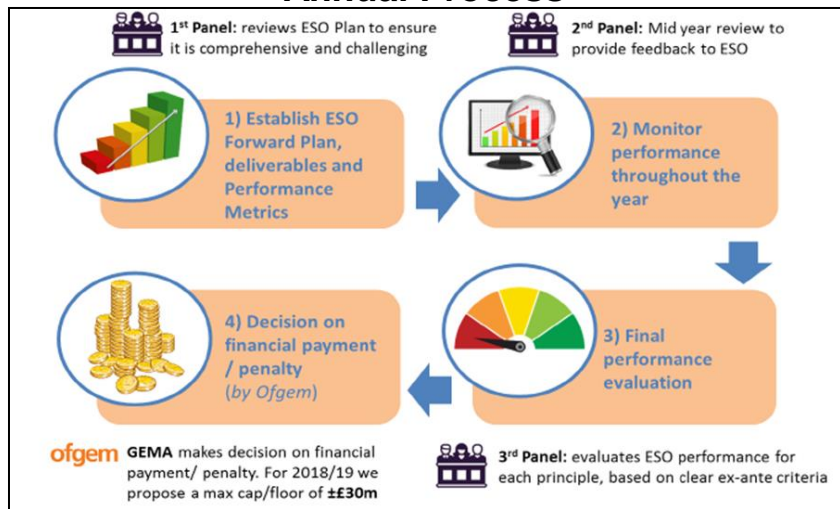 1st Panel: reviews ESO Plan to ensure
it is comprehensive and challenging
2nd Panel: Mid year review to
provide feedback to ESO
1) Establish ESO
Forward Plan,
deliverables and
Performance
Metrics
2) Monitor
performance
throughout the
year
3) Final
performance
evaluation
4) Decision on
financial payment
/ penalty
(by Ofgem)
ofgem GEMA makes decision on financial
payment/ penalty. For 2018/19 we
propose a max cap/floor of ±£30m
3rd Panel: evaluates ESO performance for
each principle, based on clear ex-ante criteria